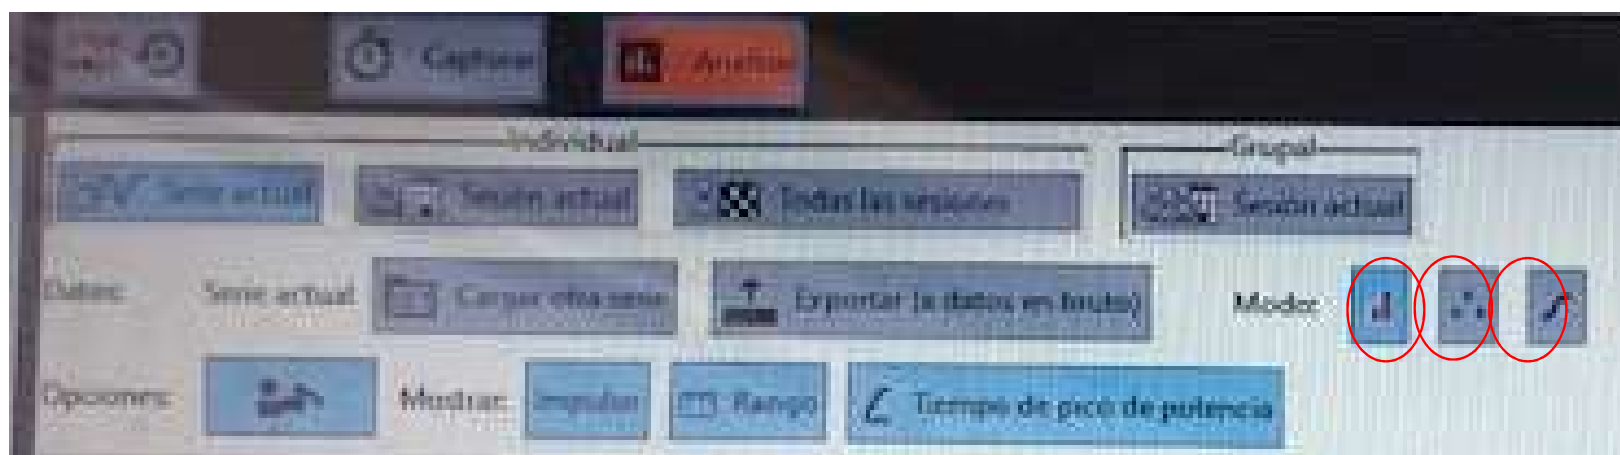 Capturar Analizar
Individual Grupal
Serie actual Sesión actual Todas las sesiones Sesión actual
Datos: Serie actual Cargar otra serie Exportar (a datos en bruto) Modo:
Opciones: Mostrar: Impulso Rango Tiempo de pico de potencia